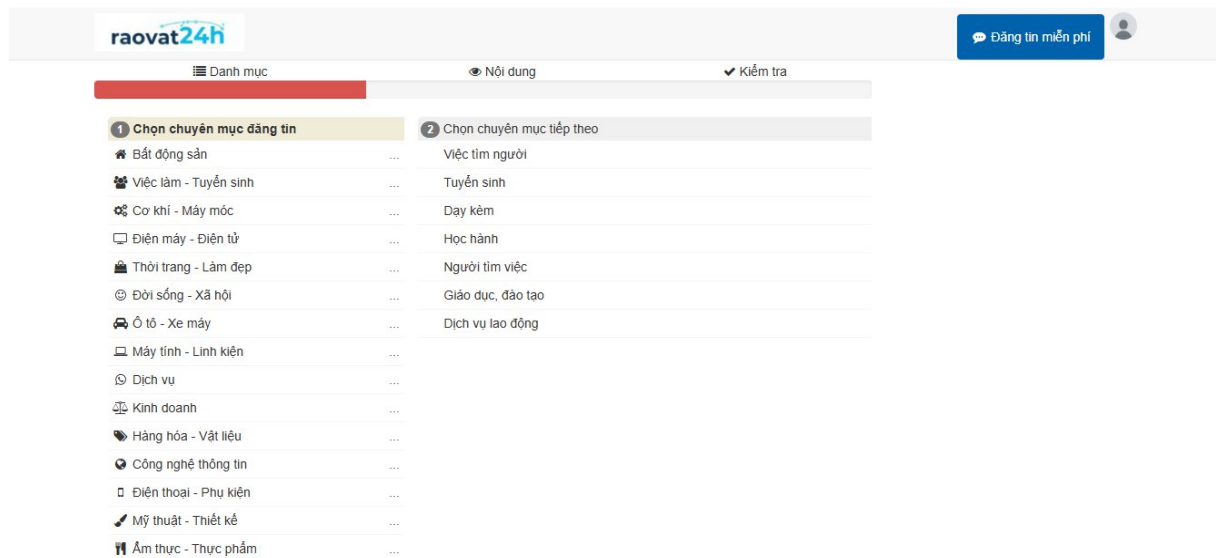 raovat24h
Đăng tin miễn phí
Danh mục
Nội dung
Kiểm tra
1 Chọn chuyên mục đăng tin
2 Chọn chuyên mục tiếp theo
Bất động sản ...
Việc tìm người
Việc làm - Tuyển sinh ...
Tuyển sinh
Cơ khí - Máy móc ...
Dạy kèm
Điện máy - Điện tử ...
Học hành
Thời trang - Làm đẹp ...
Người tìm việc
Đời sống - Xã hội ...
Giáo dục, đào tạo
Ô tô - Xe máy ...
Dịch vụ lao động
Máy tính - Linh kiện ...
Dịch vụ ...
Kinh doanh ...
Hàng hóa - Vật liệu ...
Công nghệ thông tin ...
Điện thoại - Phụ kiện ...
Mỹ thuật - Thiết kế ...
Ẩm thực - Thực phẩm ...